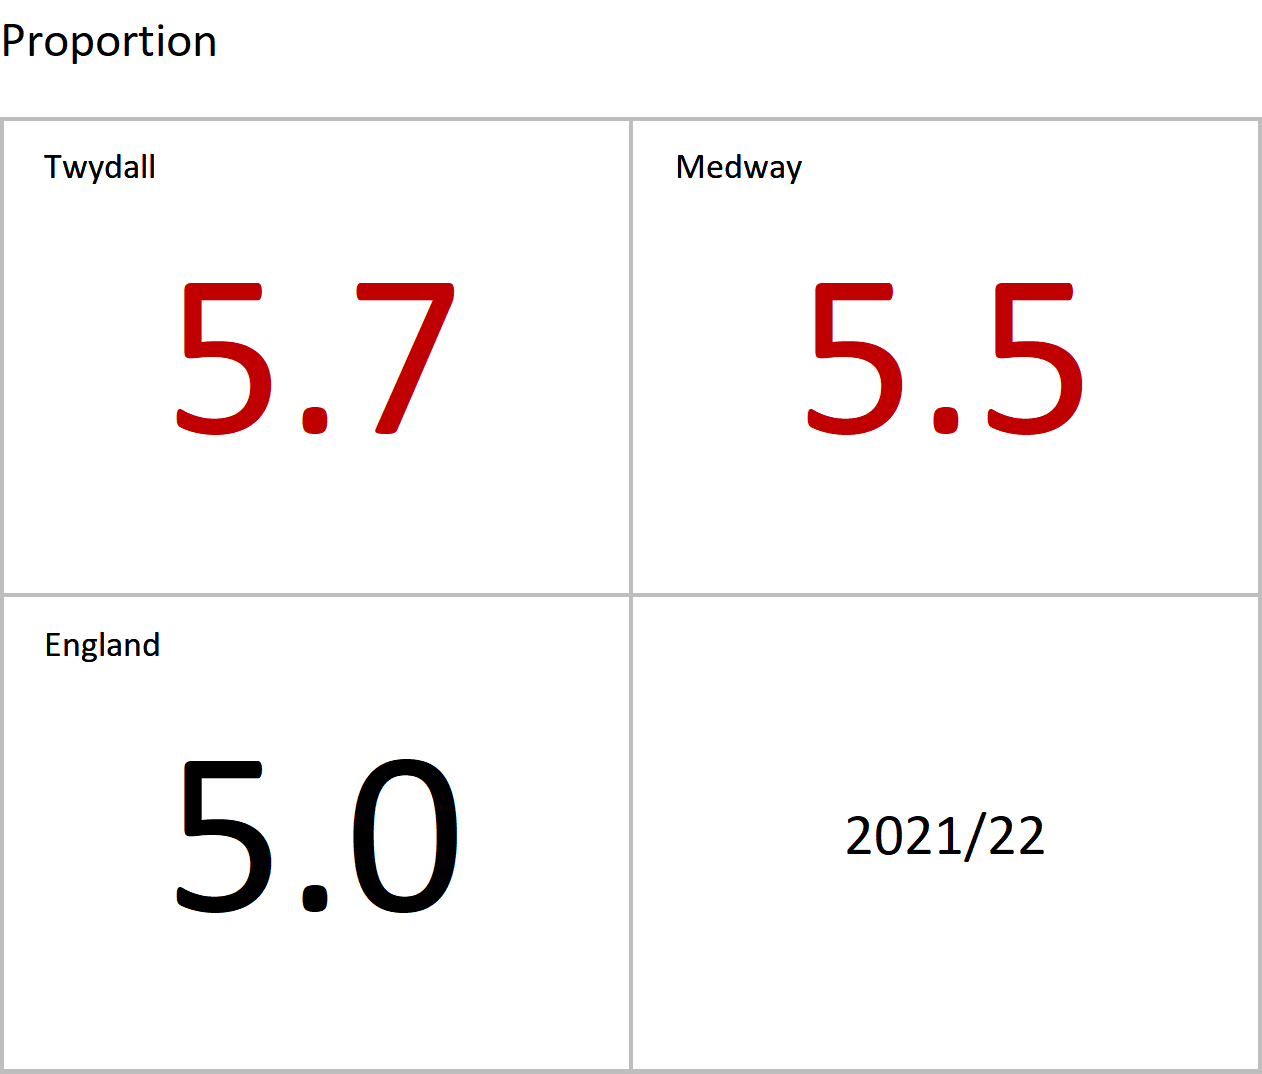 Proportion
Twydall
5.7
Medway
5.5
England
5.0
2021/22